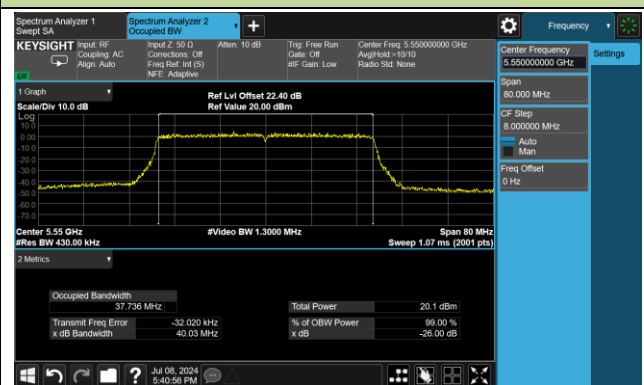 Spectrum Analyzer 1
Swept SA
Spectrum Analyzer 2
Occupied BW
Frequency
KEYSIGHT
Input: RF
Coupling: AC
Align: Auto
Input Z: 50 Ω
Corrections: Off
Freq Ref: Int (S)
NFE: Adaptive
Atten: 10 dB
Trig: Free Run
Gate: Off
#IF Gain: Low
Center Freq: 5.550000000 GHz
Avg|Hold:>10/10
Radio Std: None
Center Frequency
5.550000000 GHz
Settings
Span
80.000 MHz
CF Step
8.000000 MHz
Auto
Man
Freq Offset
0 Hz
1 Graph
Scale/Div 10.0 dB
Ref Lvl Offset 22.40 dB
Ref Value 20.00 dBm
Log
10.0
0.00
-10.0
-20.0
-30.0
-40.0
-50.0
-60.0
-70.0
Center 5.55 GHz
#Video BW 1.3000 MHz
Span 80 MHz
#Res BW 430.00 kHz
Sweep 1.07 ms (2001 pts)
2 Metrics
Occupied Bandwidth
37.736 MHz
Total Power 20.1 dBm
Transmit Freq Error -32.020 kHz
% of OBW Power 99.00 %
x dB Bandwidth 40.03 MHz
x dB -26.00 dB
?
Jul 08, 2024
5:40:56 PM